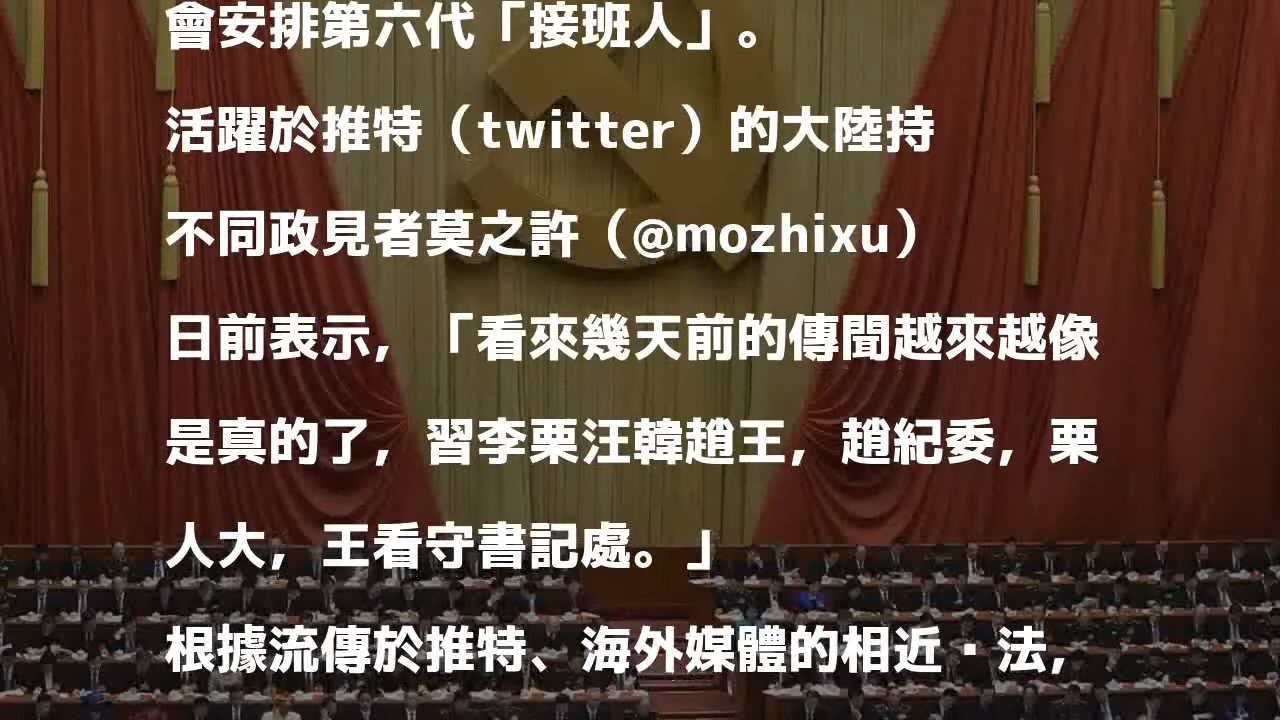 會安排第六代「接班人」。
活躍於推特（twitter）的大陸持
不同政見者莫之許（@mozhixu）
日前表示，「看來幾天前的傳聞越來越像
是真的了，習李栗汪韓趙王，趙紀委，栗
人大，王看守書記處。」
根據流傳於推特、海外媒體的相近▪法，